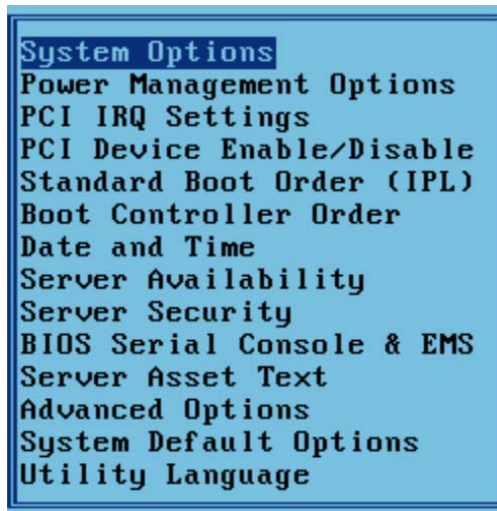 System Options
Power Management Options
PCI IRQ Settings
PCI Device Enable/Disable
Standard Boot Order (IPL)
Boot Controller Order
Date and Time
Server Availability
Server Security
BIOS Serial Console & EMS
Server Asset Text
Advanced Options
System Default Options
Utility Language